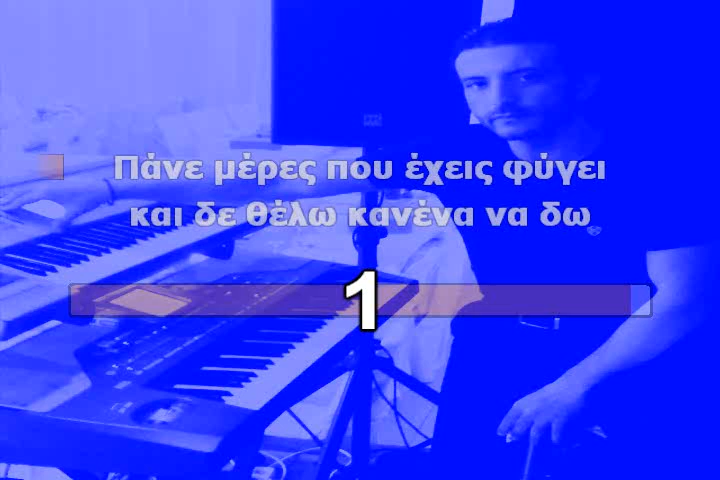 Πάνε μέρες που έχεις φύγει
και δε θέλω κανένα να δω
1